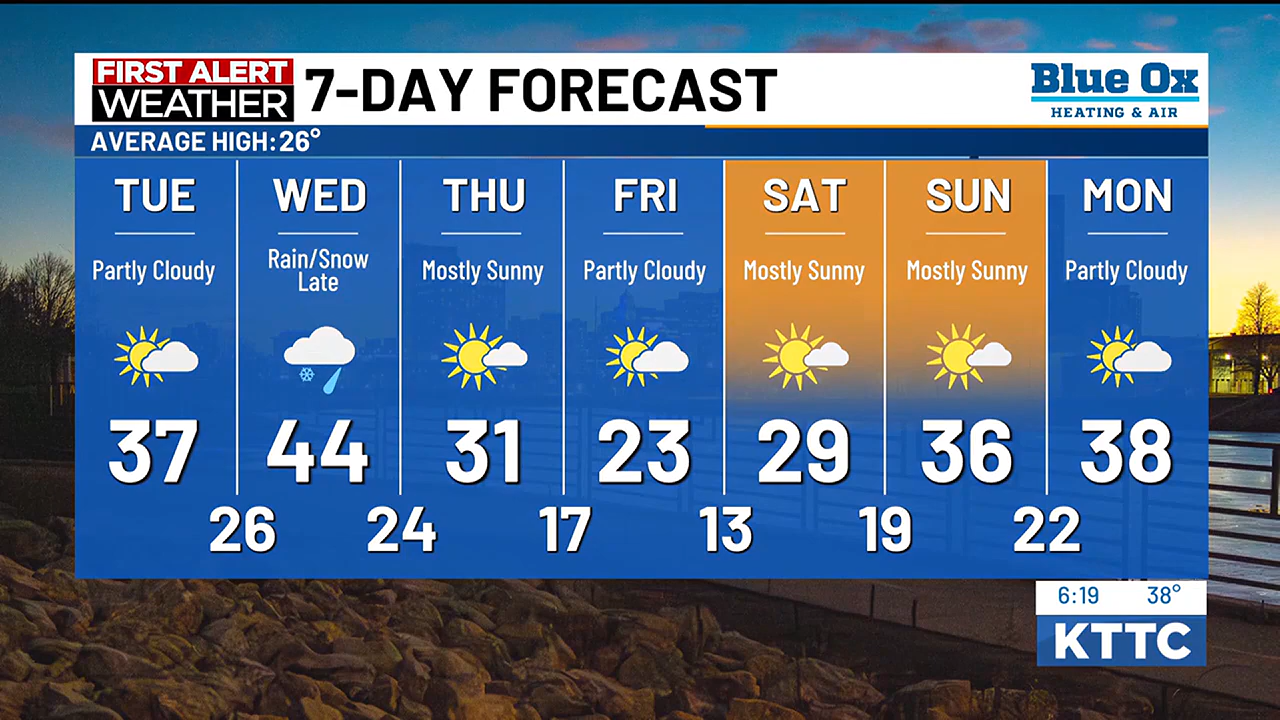 FIRST ALERT
WEATHER
7-DAY FORECAST
Blue Ox
HEATING & AIR
AVERAGE HIGH: 26°
TUE
Partly Cloudy
37
WED
Rain/Snow
Late
44
THU
Mostly Sunny
31
FRI
Partly Cloudy
23
SAT
Mostly Sunny
29
SUN
Mostly Sunny
36
MON
Partly Cloudy
38
26
24
17
13
19
22
6:19 38°
KTTC